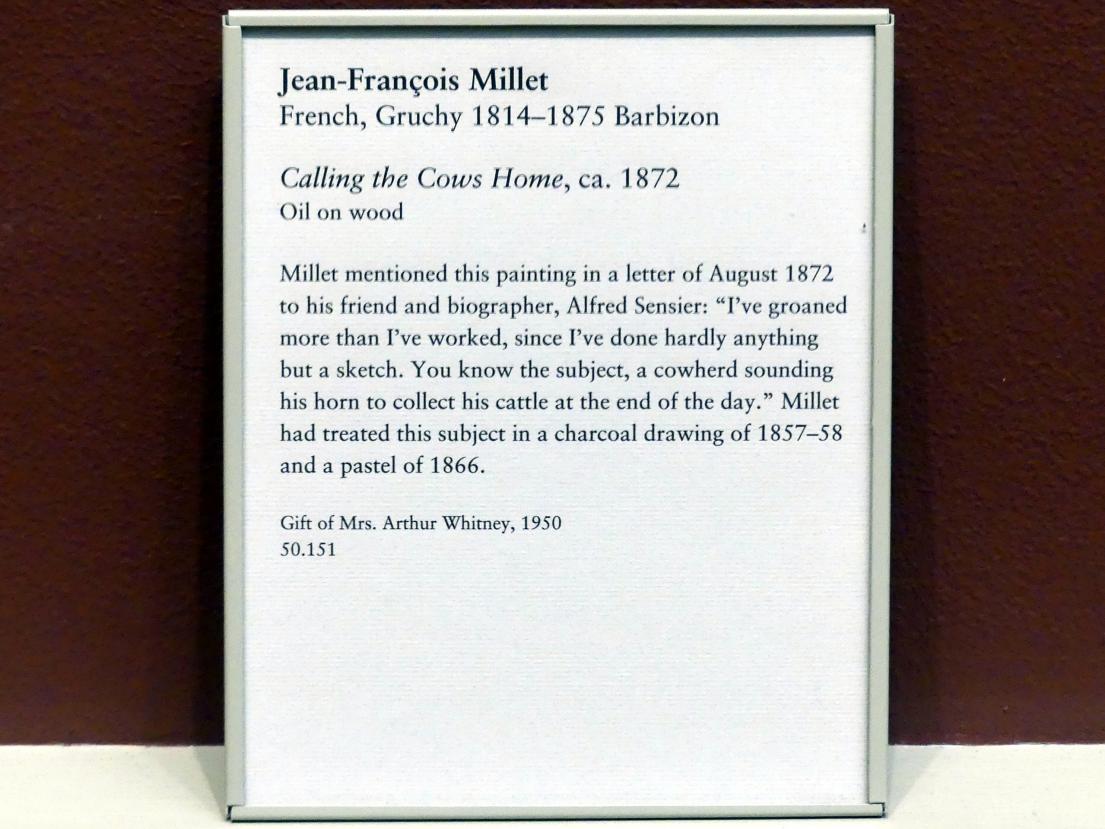 Jean-François Millet
French, Gruchy 1814–1875 Barbizon
Calling the Cows Home, ca. 1872
Oil on wood
Millet mentioned this painting in a letter of August 1872
to his friend and biographer, Alfred Sensier: “I’ve groaned
more than I’ve worked, since I’ve done hardly anything
but a sketch. You know the subject, a cowherd sounding
his horn to collect his cattle at the end of the day.” Millet
had treated this subject in a charcoal drawing of 1857–58
and a pastel of 1866.
Gift of Mrs. Arthur Whitney, 1950
50.151